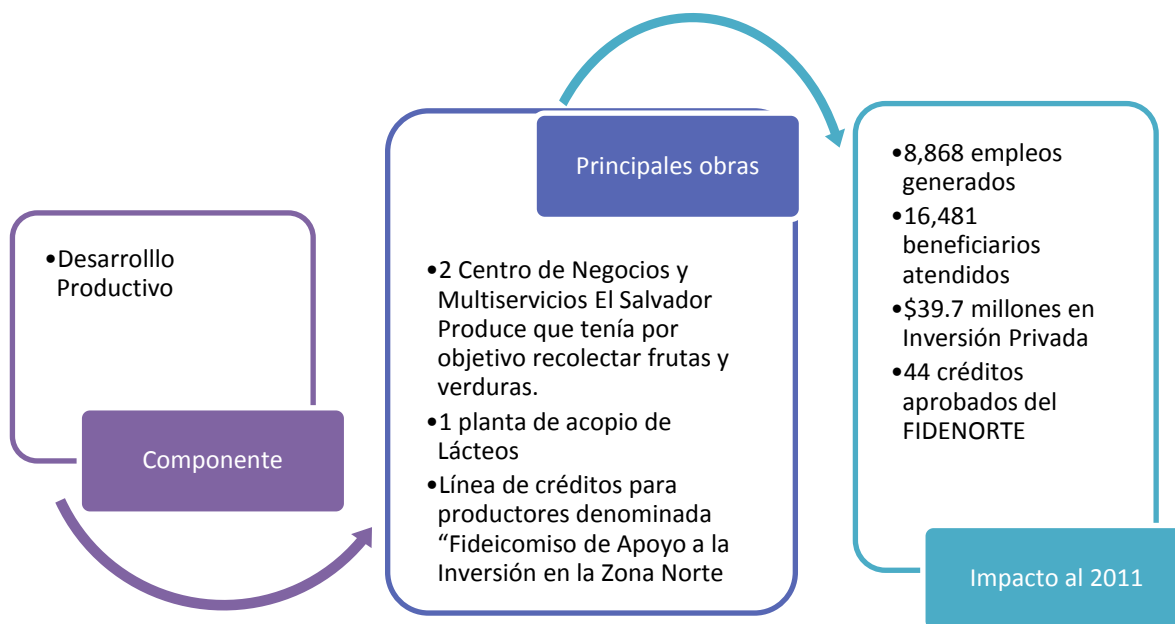 •Desarrolllo
Productivo
Componente
Principales obras
•2 Centro de Negocios y
Multiservicios El Salvador
Produce que tenía por
objetivo recolectar frutas y
verduras.
•1 planta de acopio de
Lácteos
•Línea de créditos para
productores denominada
“Fideicomiso de Apoyo a la
Inversión en la Zona Norte
•8,868 empleos
generados
•16,481
beneficiarios
atendidos
•$39.7 millones en
Inversión Privada
•44 créditos
aprobados del
FIDENORTE
Impacto al 2011